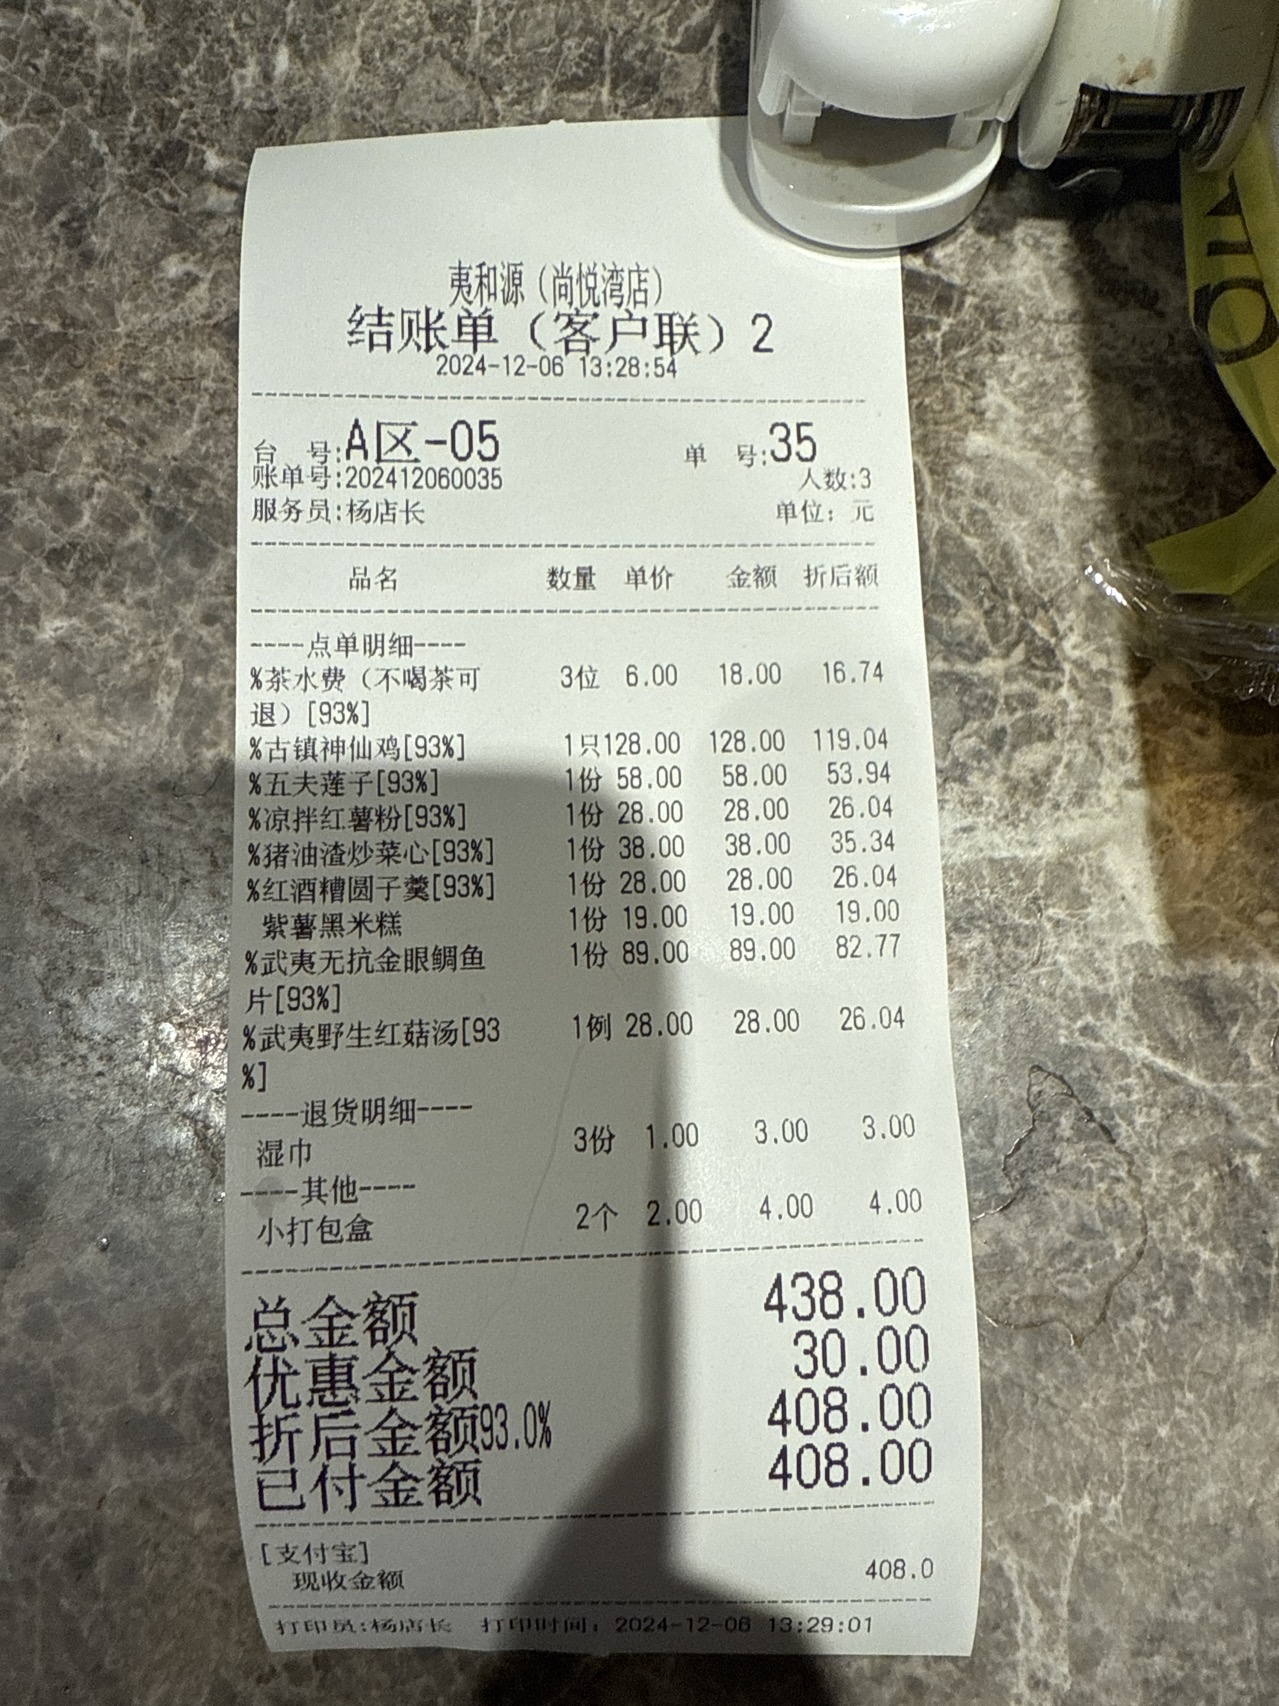 夷和源（尚悦湾店）
结账单（客户联）2
2024-12-06 13:28:54
台 号:A区-05 单 号:35
账单号:202412060035 人数:3
服务员:杨店长 单位：元
品名 数量 单价 金额 折后额
----点单明细----
%茶水费（不喝茶可 3位 6.00 18.00 16.74
退）[93%]
%古镇神仙鸡[93%] 1只128.00 128.00 119.04
%五夫莲子[93%] 1份 58.00 58.00 53.94
%凉拌红薯粉[93%] 1份 28.00 28.00 26.04
%猪油渣炒菜心[93%] 1份 38.00 38.00 35.34
%红酒糟圆子羹[93%] 1份 28.00 28.00 26.04
紫薯黑米糕 1份 19.00 19.00 19.00
%武夷无抗金眼鲷鱼 1份 89.00 89.00 82.77
片[93%]
%武夷野生红菇汤[93 1例 28.00 28.00 26.04
%]
----退货明细----
湿巾 3份 1.00 3.00 3.00
----其他----
小打包盒 2个 2.00 4.00 4.00
总金额 438.00
优惠金额 30.00
折后金额93.0% 408.00
已付金额 408.00
[支付宝]
现收金额 408.0
打印员:杨店长 打印时间：2024-12-06 13:29:01